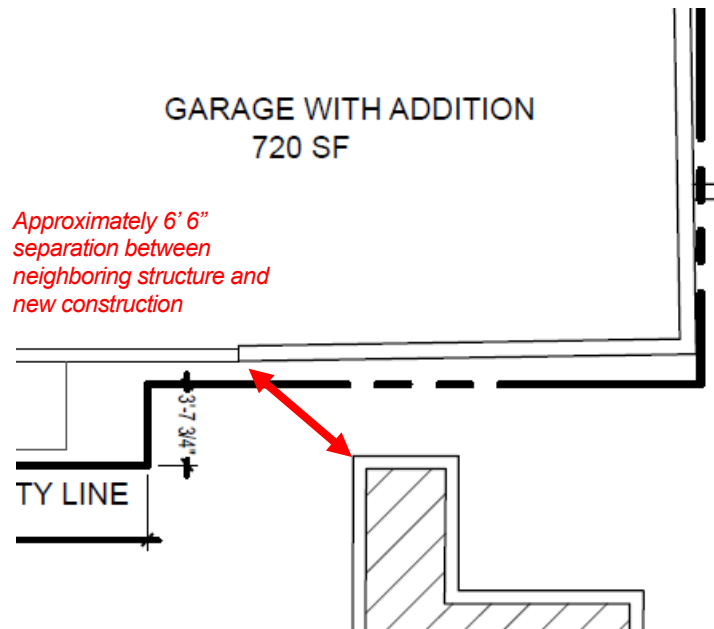 GARAGE WITH ADDITION
720 SF
Approximately 6’ 6”
separation between
neighboring structure and
new construction
3'-7 3/4"
TY LINE